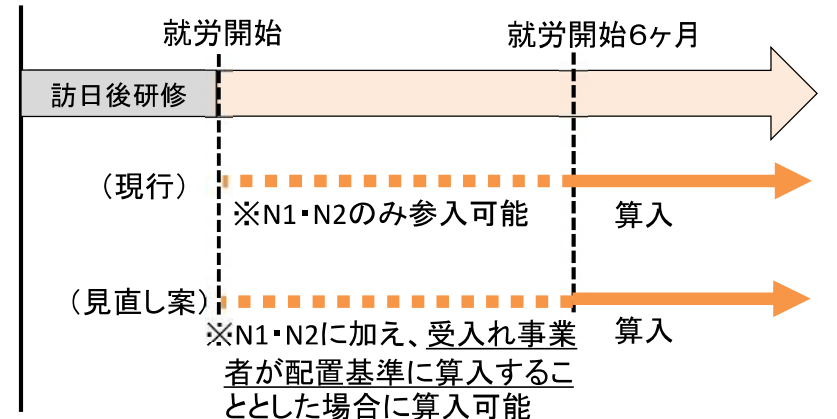 就労開始
就労開始6ヶ月
訪日後研修
（現行）
※N1・N2のみ参入可能
算入
（見直し案）
※N1・N2に加え、受入れ事業
者が配置基準に算入するこ
ととした場合に算入可能
算入